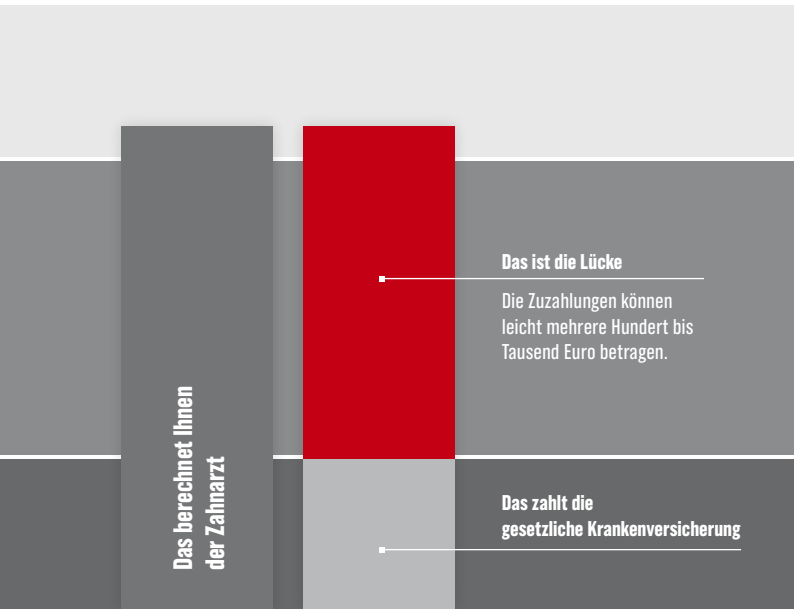 Das berechnet Ihnen
der Zahnarzt
Das ist die Lücke
Die Zuzahlungen können
leicht mehrere Hundert bis
Tausend Euro betragen.
Das zahlt die
gesetzliche Krankenversicherung